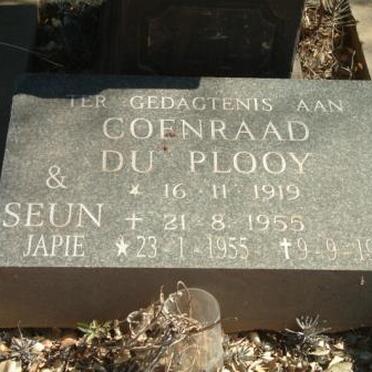 TER GEDAGTENIS AAN
COENRAAD
DU PLOOY
★ 16 · 11 · 1919
& SEUN ✝ 21 · 8 · 1955
JAPIE ★ 23 · 1 · 1955 ✝ 9 · 9 ·